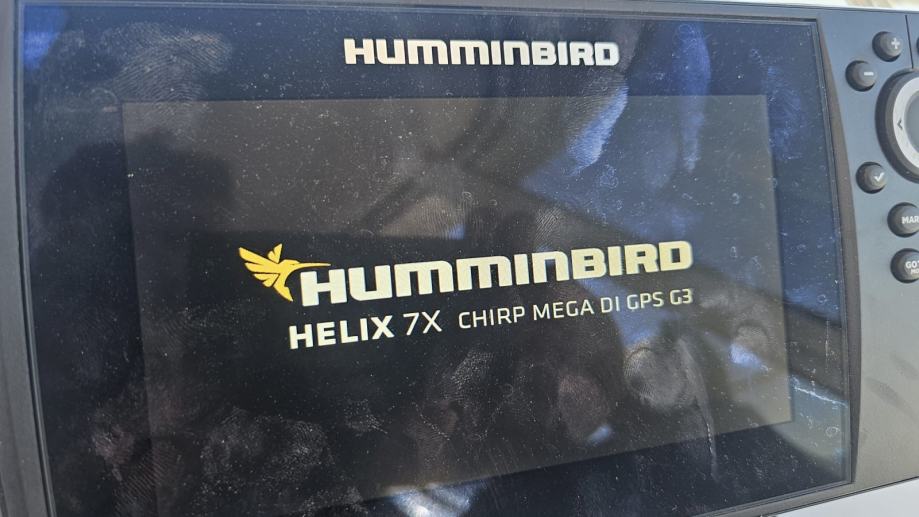 HUMMINBIRD
+
-
HUMMINBIRD
HELIX 7X CHIRP MEGA DI GPS G3